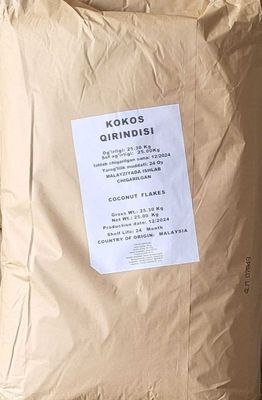 KOKOS
QIRINDISI
Og'irligi: 25.30 Kg
Sof og'irligi: 25.00Kg
Ishlab chiqarilgan sana: 12/2024
Yaroqlilik muddati: 24 Oy
MALAYZIYADA ISHLAB
CHIQARILGAN
COCONUT FLAKES
Gross Wt.: 25.30 Kg
Net Wt.: 25.00 Kg
Production date: 12/2024
Shelf Life: 24 Month
COUNTRY OF ORIGIN: MALAYSIA